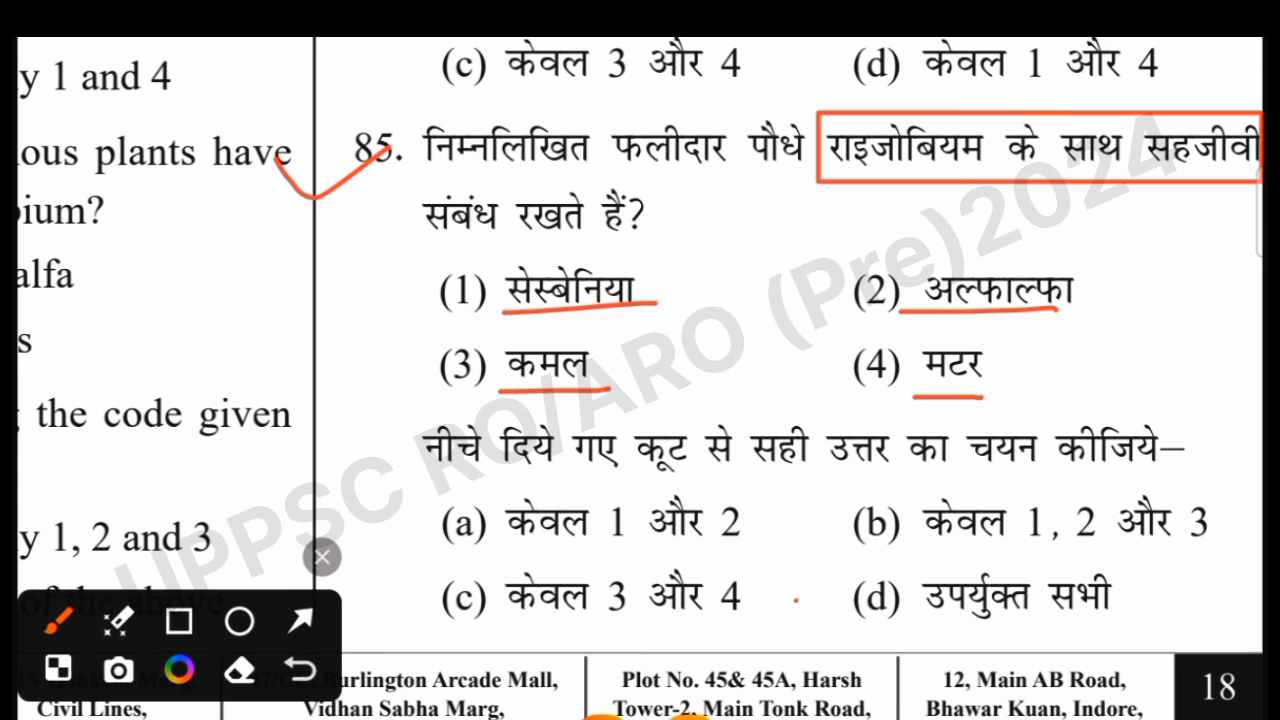 y 1 and 4
ous plants have
ium?
alfa
s
the code given
y 1, 2 and 3
of the above
(c) केवल 3 और 4 (d) केवल 1 और 4
85. निम्नलिखित फलीदार पौधे राइजोबियम के साथ सहजीवी
संबंध रखते हैं?
(1) सेस्बेनिया (2) अल्फाल्फा
(3) कमल (4) मटर
नीचे दिये गए कूट से सही उत्तर का चयन कीजिये–
(a) केवल 1 और 2 (b) केवल 1, 2 और 3
(c) केवल 3 और 4 (d) उपर्युक्त सभी
UPPSC RO/ARO (Pre)2024
Civil Lines,
Burlington Arcade Mall,
Vidhan Sabha Marg,
Plot No. 45& 45A, Harsh
Tower-2, Main Tonk Road,
12, Main AB Road,
Bhawar Kuan, Indore,
18